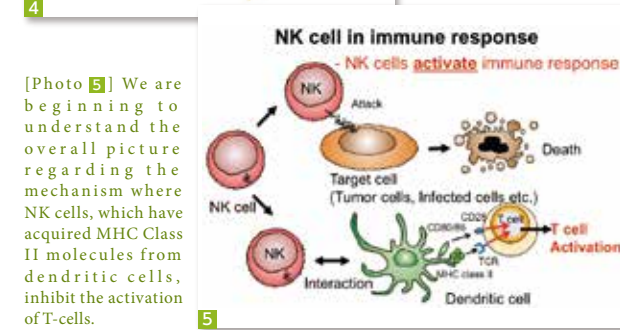 4
[Photo 5] We are
beginning to
understand the
overall picture
regarding the
mechanism where
NK cells, which have
acquired MHC Class
II molecules from
dendritic cells,
inhibit the activation
of T-cells.
5
NK cell in immune response
- NK cells activate immune response
NK
Attack
Death
Target cell
(Tumor cells, Infected cells etc.)
NK cell
NK
Interaction
CD80/86
CD28
T cell
T cell
Activation
TCR
MHC class II
Dendritic cell